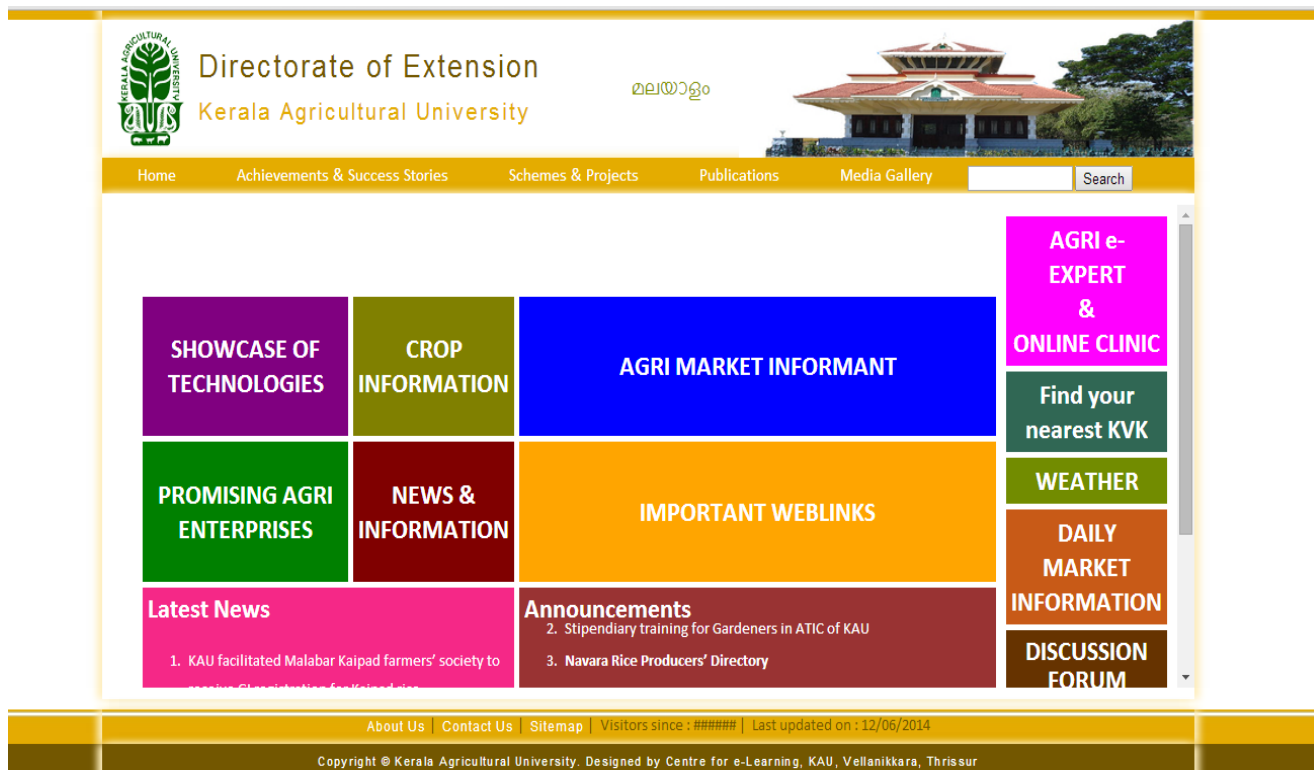 KERALA AGRICULTURAL UNIVERSITY
Directorate of Extension
Kerala Agricultural University
മലയാളം
Home
Achievements & Success Stories
Schemes & Projects
Publications
Media Gallery
Search
SHOWCASE OF
TECHNOLOGIES
CROP
INFORMATION
AGRI MARKET INFORMANT
PROMISING AGRI
ENTERPRISES
NEWS &
INFORMATION
IMPORTANT WEBLINKS
Latest News
1. KAU facilitated Malabar Kaipad farmers' society to
Announcements
2. Stipendiary training for Gardeners in ATIC of KAU
3. Navara Rice Producers' Directory
AGRI e-
EXPERT
&
ONLINE CLINIC
Find your
nearest KVK
WEATHER
DAILY
MARKET
INFORMATION
DISCUSSION
FORUM
About Us | Contact Us | Sitemap | Visitors since : ###### | Last updated on : 12/06/2014
Copyright © Kerala Agricultural University. Designed by Centre for e-Learning, KAU, Vellanikkara, Thrissur